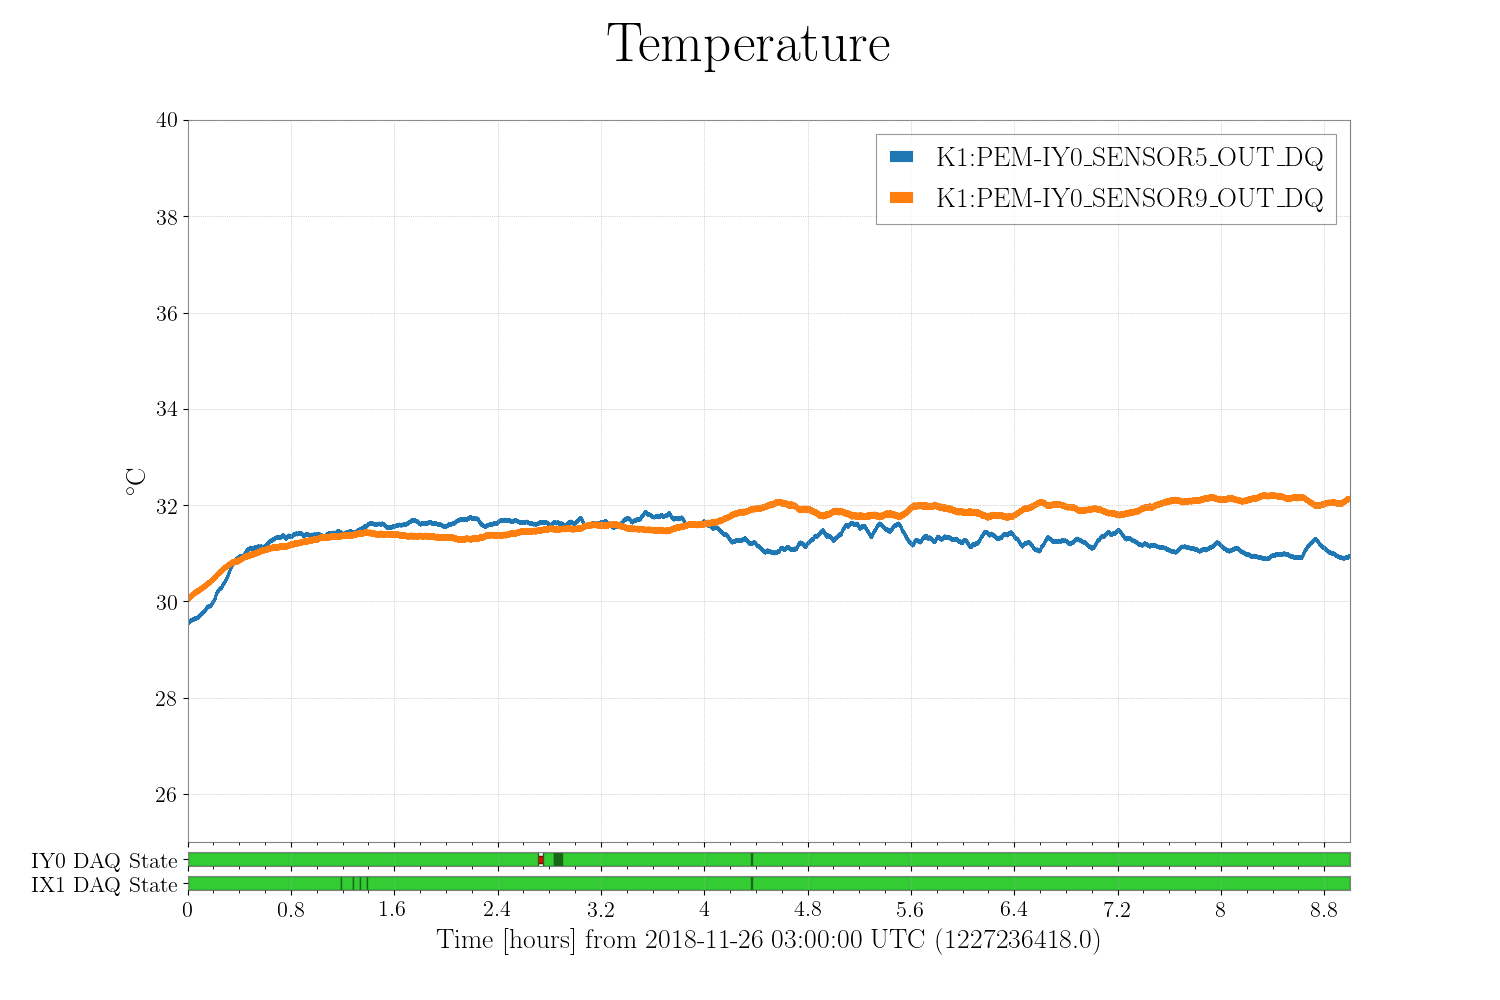 Temperature
K1:PEM-IY0_SENSOR5_OUT_DQ
K1:PEM-IY0_SENSOR9_OUT_DQ
40
38
36
34
32
30
28
26
°C
IY0 DAQ State
IX1 DAQ State
0 0.8 1.6 2.4 3.2 4 4.8 5.6 6.4 7.2 8 8.8
Time [hours] from 2018-11-26 03:00:00 UTC (1227236418.0)